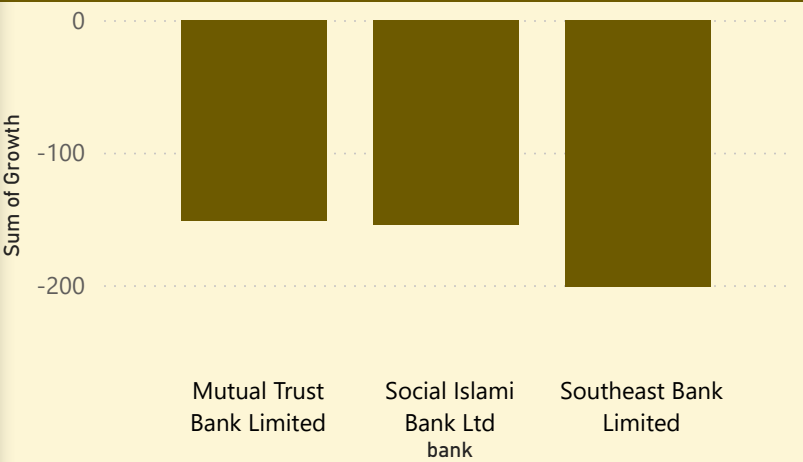 0
-100
-200
Sum of Growth
Mutual Trust
Bank Limited
Social Islami
Bank Ltd
Southeast Bank
Limited
bank